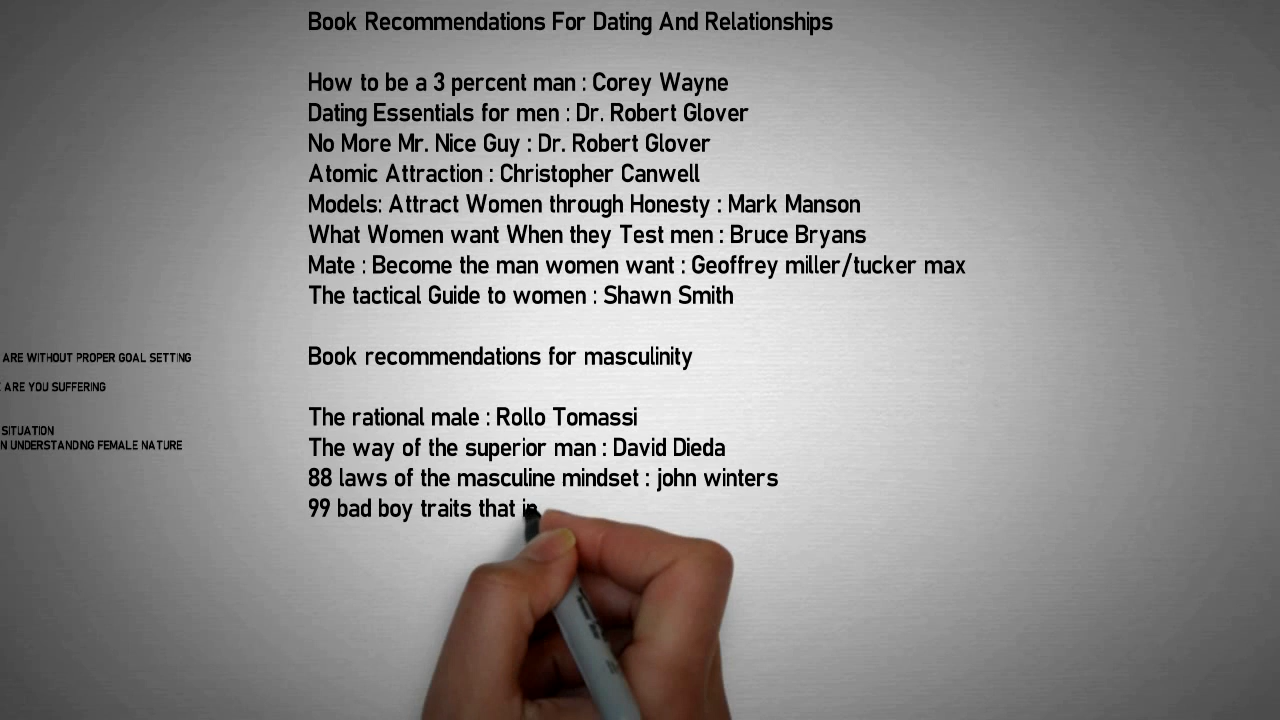 Book Recommendations For Dating And Relationships
How to be a 3 percent man : Corey Wayne
Dating Essentials for men : Dr. Robert Glover
No More Mr. Nice Guy : Dr. Robert Glover
Atomic Attraction : Christopher Canwell
Models: Attract Women through Honesty : Mark Manson
What Women want When they Test men : Bruce Bryans
Mate : Become the man women want : Geoffrey miller/tucker max
The tactical Guide to women : Shawn Smith
ARE WITHOUT PROPER GOAL SETTING
ARE YOU SUFFERING
SITUATION
N UNDERSTANDING FEMALE NATURE
Book recommendations for masculinity
The rational male : Rollo Tomassi
The way of the superior man : David Dieda
88 laws of the masculine mindset : john winters
99 bad boy traits that